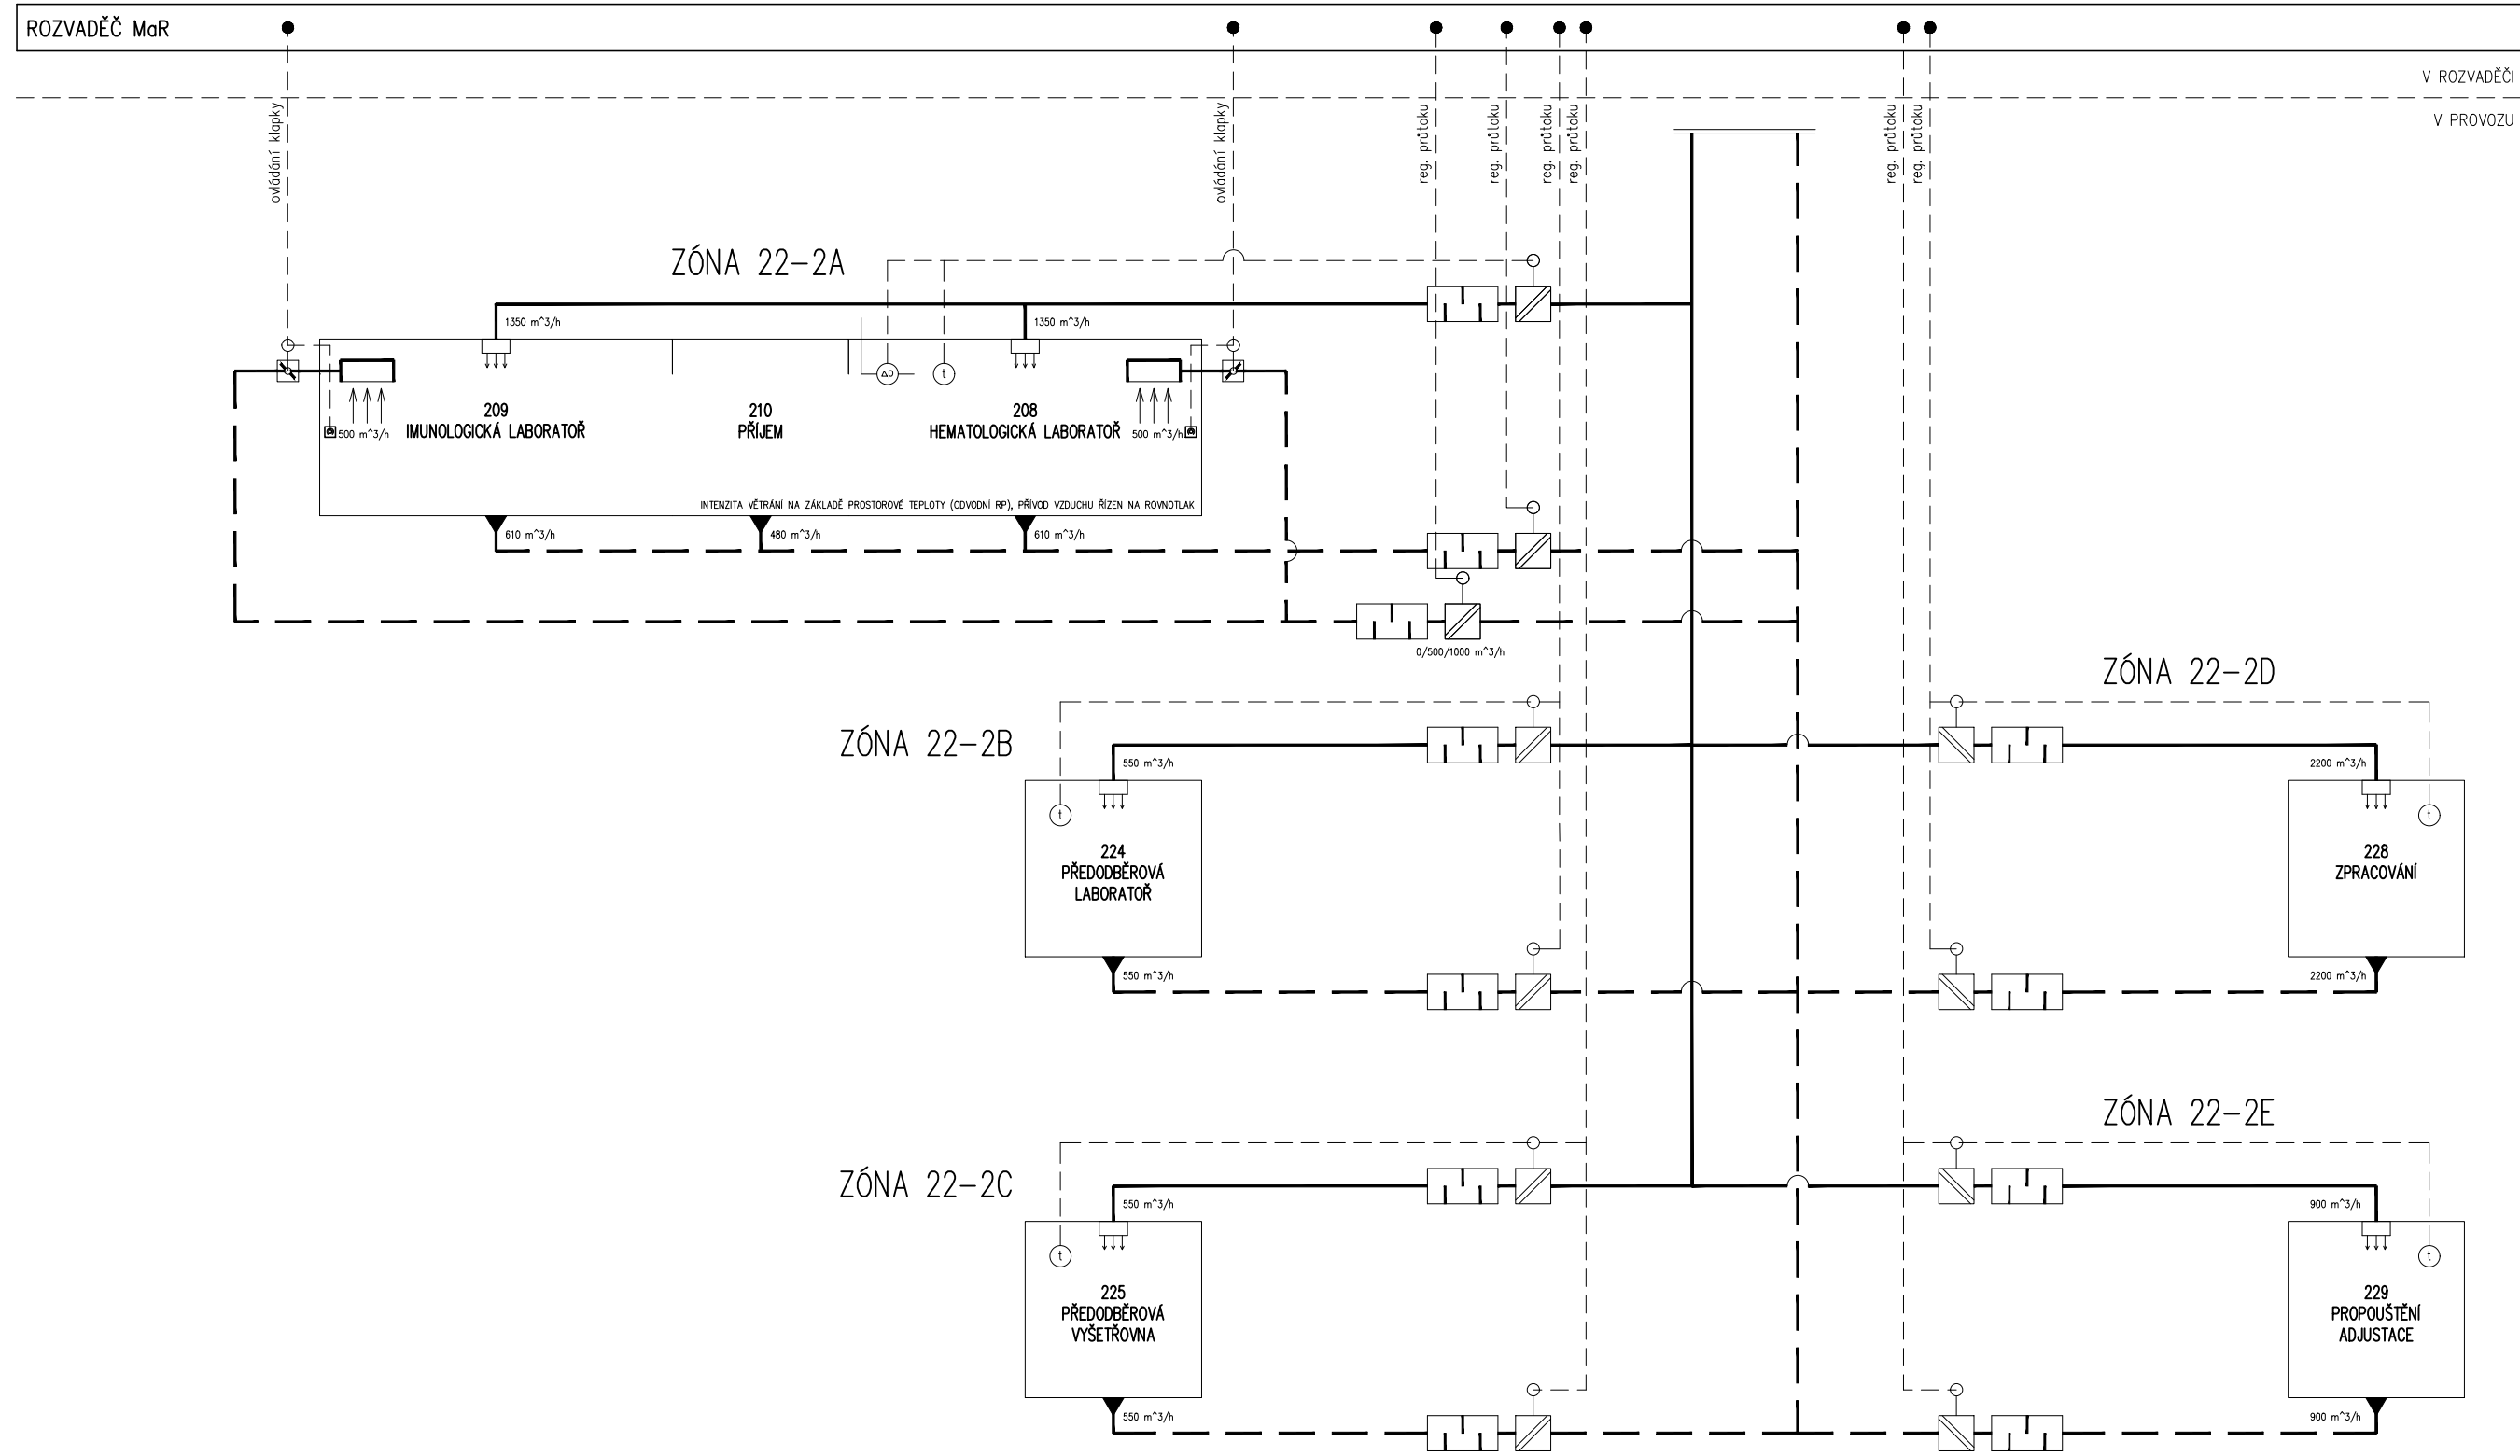 ROZVADĚČ MaR
V ROZVADĚČI
V PROVOZU
ovládání klapky
ovládání klapky
reg. průtoku
reg. průtoku
reg. průtoku
reg. průtoku
reg. průtoku
reg. průtoku
ZÓNA 22-2A
1350 m^3/h
1350 m^3/h
Δp
t
209
IMUNOLOGICKÁ LABORATOŘ
210
PŘÍJEM
208
HEMATOLOGICKÁ LABORATOŘ
500 m^3/h
500 m^3/h
INTENZITA VĚTRÁNÍ NA ZÁKLADĚ PROSTOROVÉ TEPLOTY (ODVODNÍ RP), PŘÍVOD VZDUCHU ŘÍZEN NA ROVNOTLAK
610 m^3/h
480 m^3/h
610 m^3/h
0/500/1000 m^3/h
ZÓNA 22-2B
550 m^3/h
t
224
PŘEDODBĚROVÁ
LABORATOŘ
550 m^3/h
ZÓNA 22-2D
2200 m^3/h
t
228
ZPRACOVÁNÍ
2200 m^3/h
ZÓNA 22-2C
550 m^3/h
t
225
PŘEDODBĚROVÁ
VYŠETŘOVNA
550 m^3/h
ZÓNA 22-2E
900 m^3/h
t
229
PROPOUŠTĚNÍ
ADJUSTACE
900 m^3/h